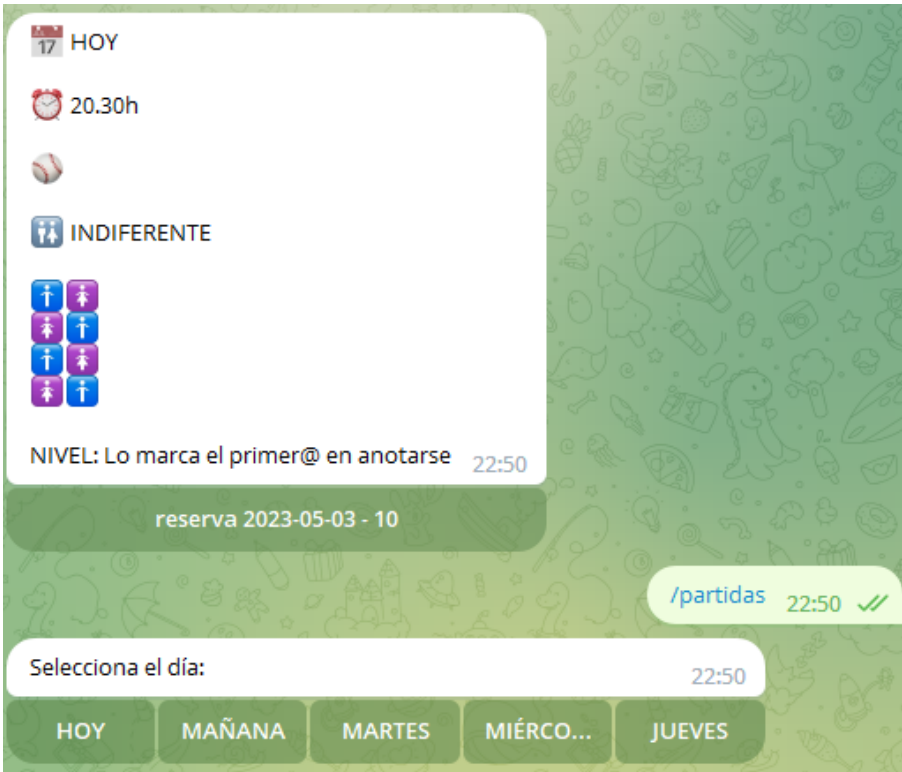 17 HOY
20.30h
INDIFERENTE
NIVEL: Lo marca el primer@ en anotarse 22:50
reserva 2023-05-03 - 10
/partidas 22:50
Selecciona el día: 22:50
HOY MAÑANA MARTES MIÉRCO... JUEVES